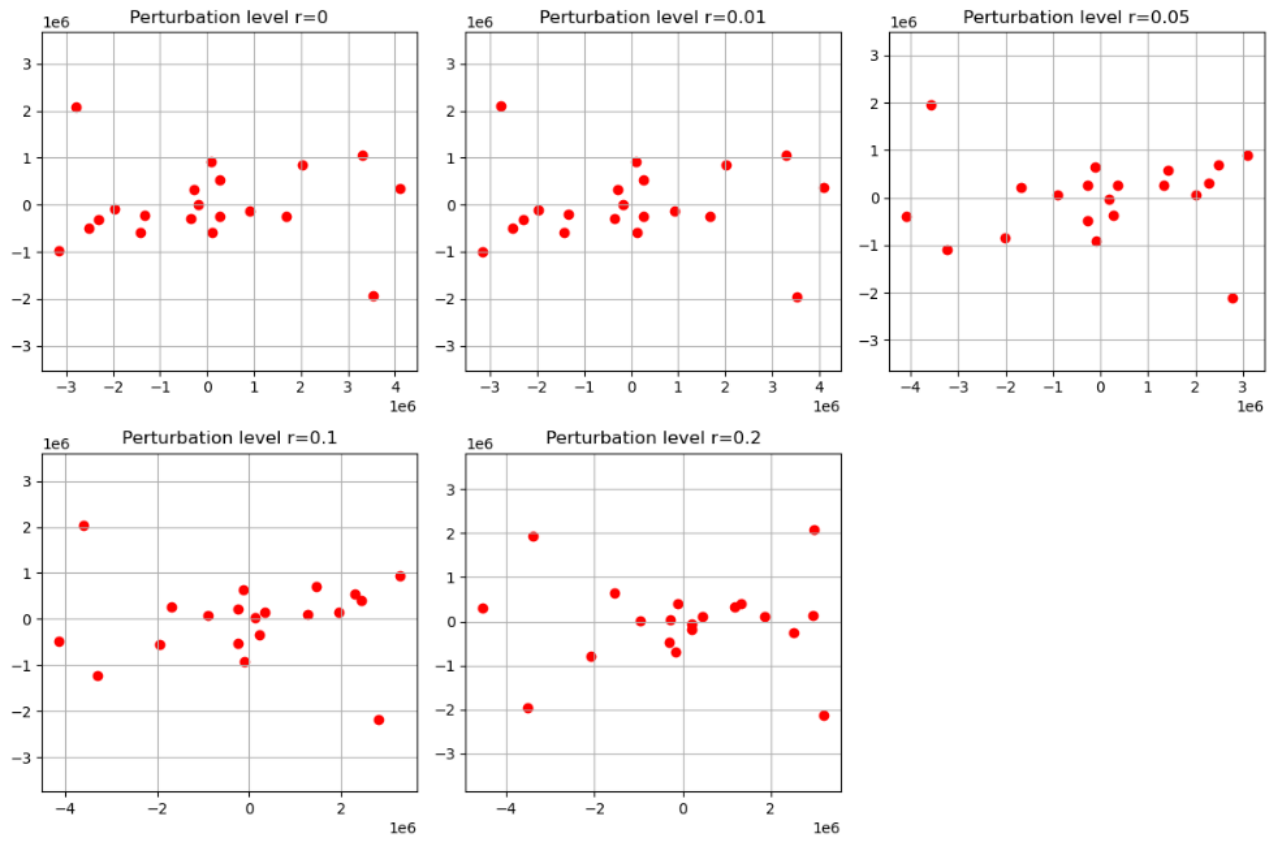 Perturbation level r=0
1e6
3
2
1
0
−1
−2
−3
−3 −2 −1 0 1 2 3 4
1e6
Perturbation level r=0.01
1e6
3
2
1
0
−1
−2
−3
−3 −2 −1 0 1 2 3 4
1e6
Perturbation level r=0.05
1e6
3
2
1
0
−1
−2
−3
−4 −3 −2 −1 0 1 2 3
1e6
Perturbation level r=0.1
1e6
3
2
1
0
−1
−2
−3
−4 −2 0 2
1e6
Perturbation level r=0.2
1e6
3
2
1
0
−1
−2
−3
−4 −2 0 2
1e6